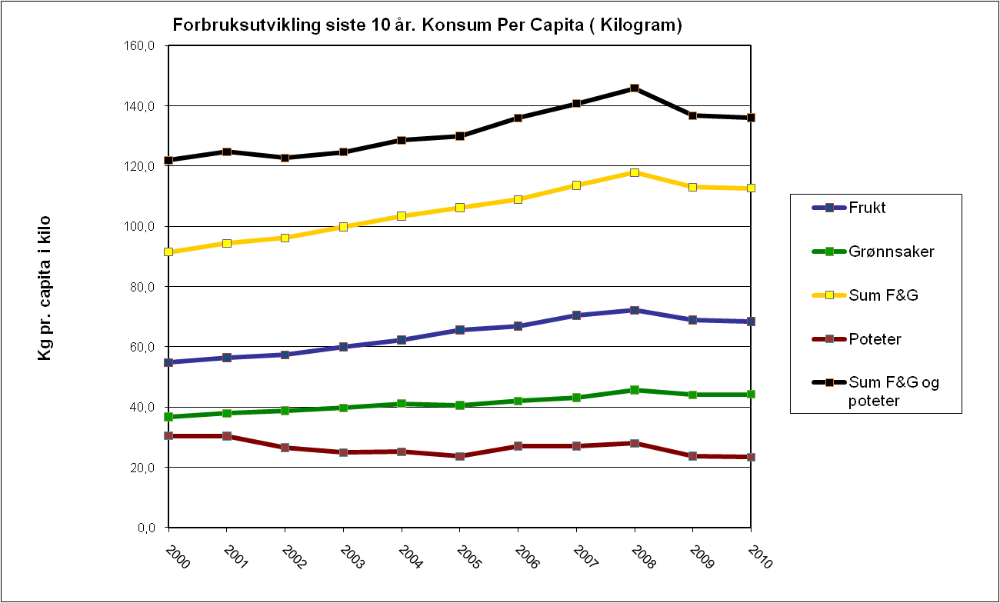 Forbruksutvikling siste 10 år. Konsum Per Capita ( Kilogram)
Kg pr. capita i kilo
160,0
140,0
120,0
100,0
80,0
60,0
40,0
20,0
0,0
2000
2001
2002
2003
2004
2005
2006
2007
2008
2009
2010
Frukt
Grønnsaker
Sum F&G
Poteter
Sum F&G og
poteter